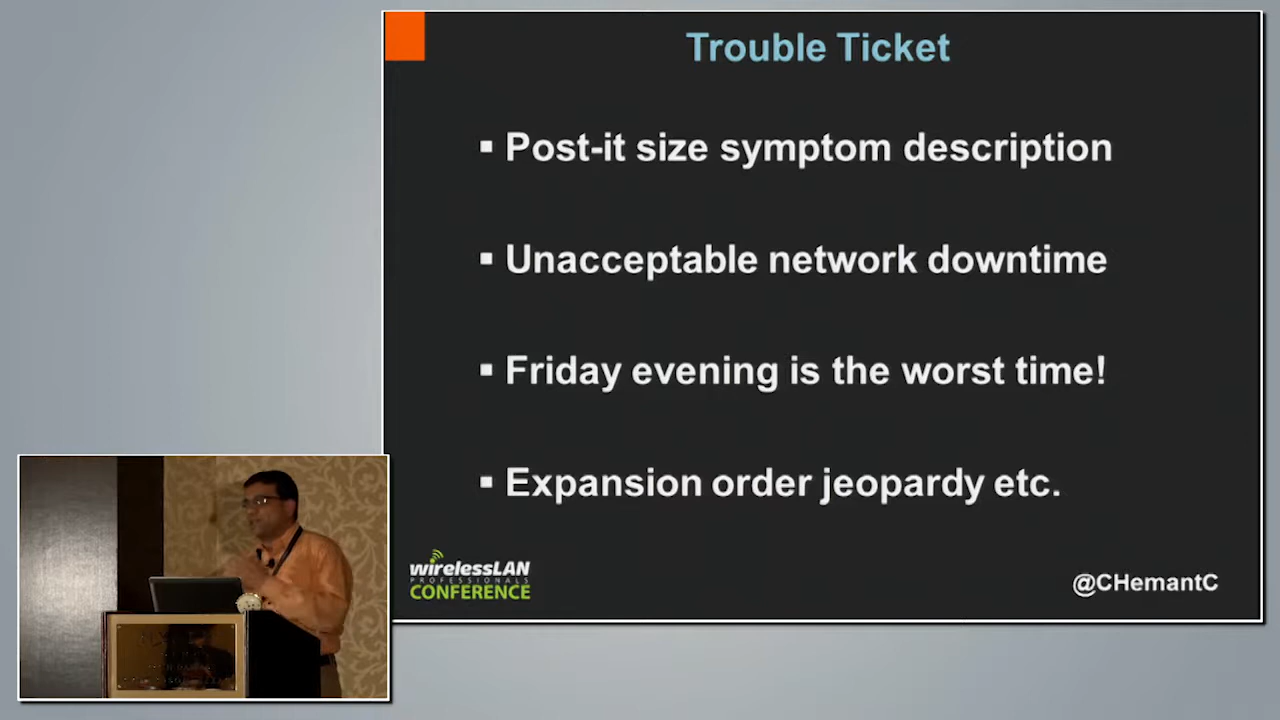 Trouble Ticket
▪ Post-it size symptom description
▪ Unacceptable network downtime
▪ Friday evening is the worst time!
▪ Expansion order jeopardy etc.
wirelessLAN
PROFESSIONALS
CONFERENCE
@CHemantC